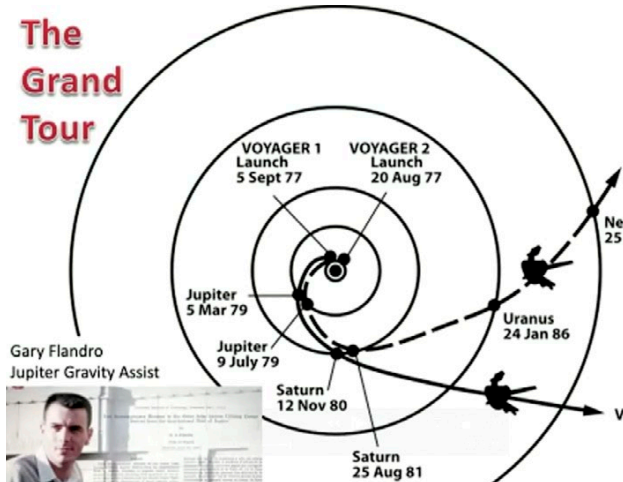 The
Grand
Tour
VOYAGER 1
Launch
5 Sept 77
VOYAGER 2
Launch
20 Aug 77
Ne
25
Jupiter
5 Mar 79
Uranus
24 Jan 86
Jupiter
9 July 79
Gary Flandro
Jupiter Gravity Assist
Saturn
12 Nov 80
V
Saturn
25 Aug 81